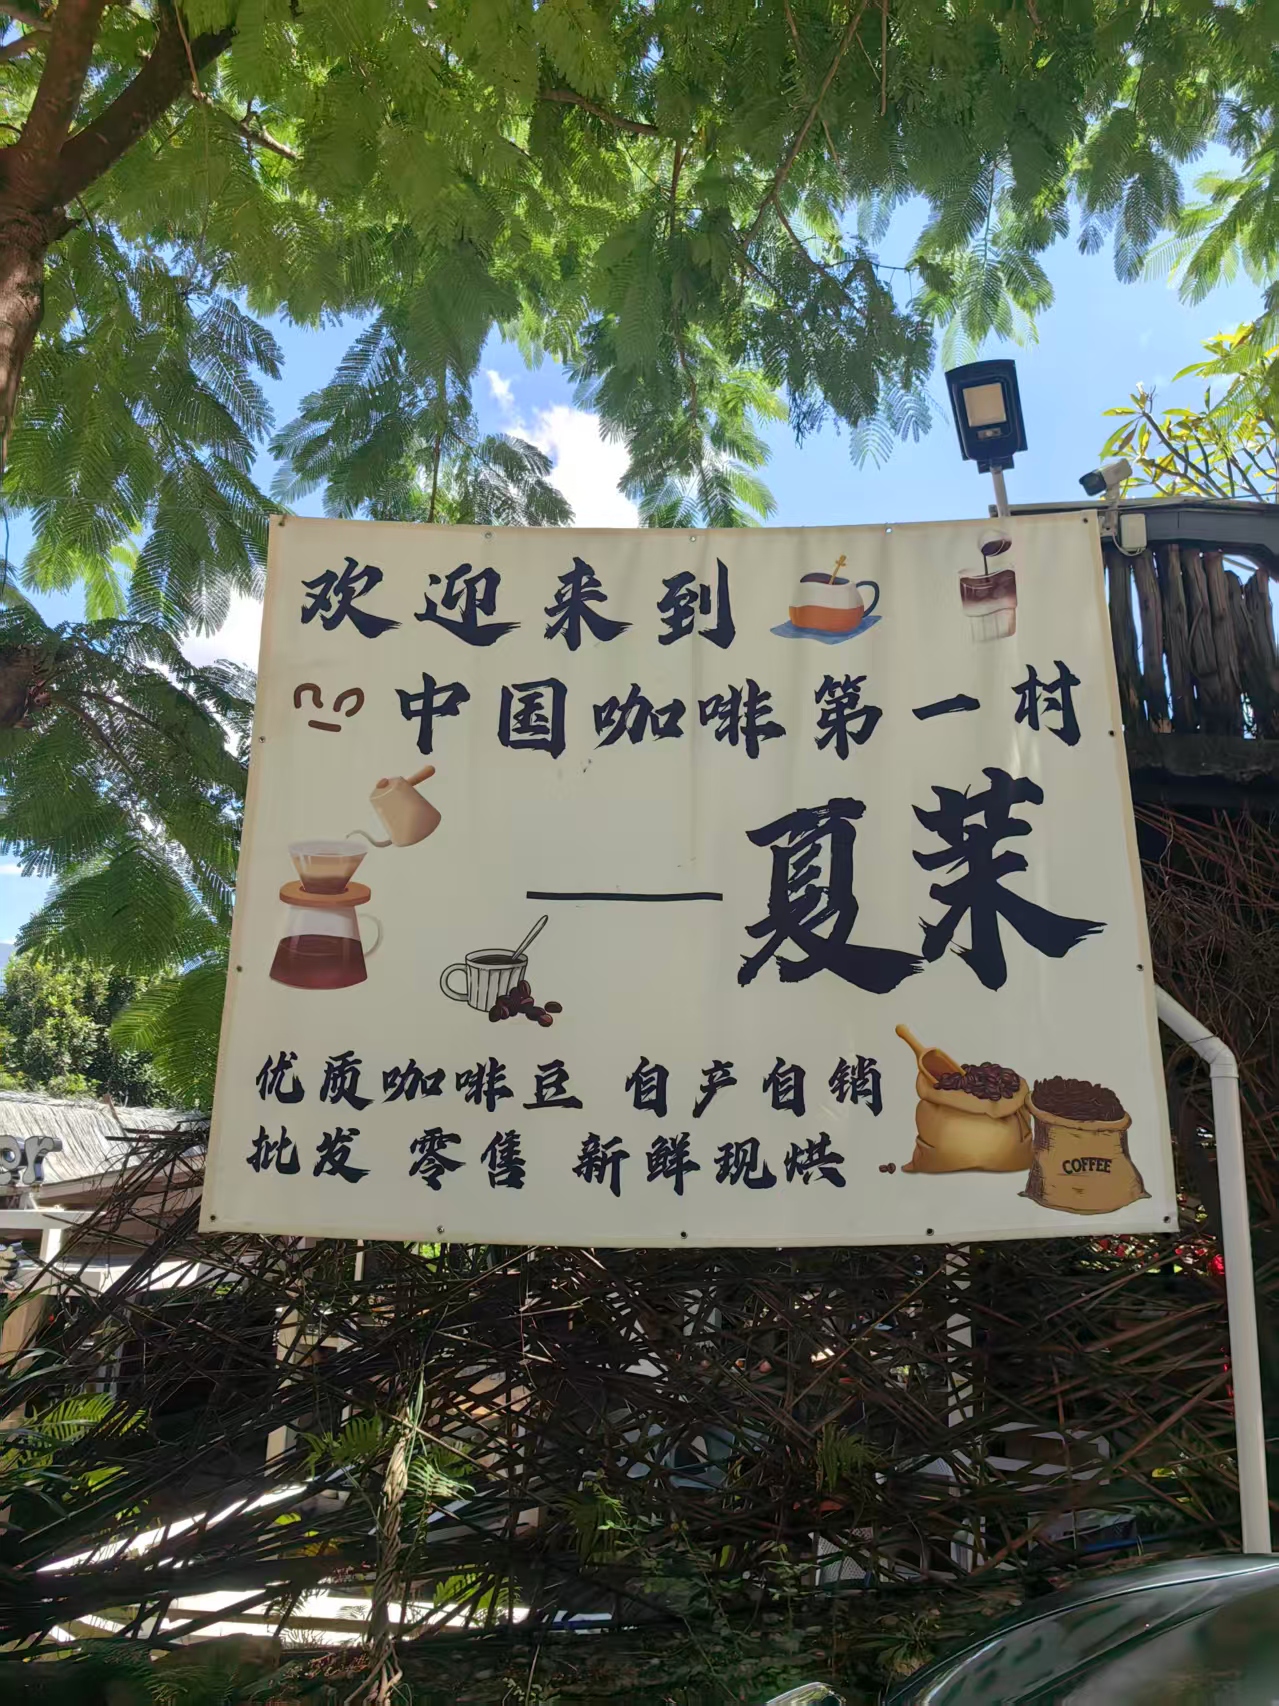 欢迎来到
中国咖啡第一村
——夏莱
优质咖啡豆 自产自销
批发 零售 新鲜现烘
COFFEE